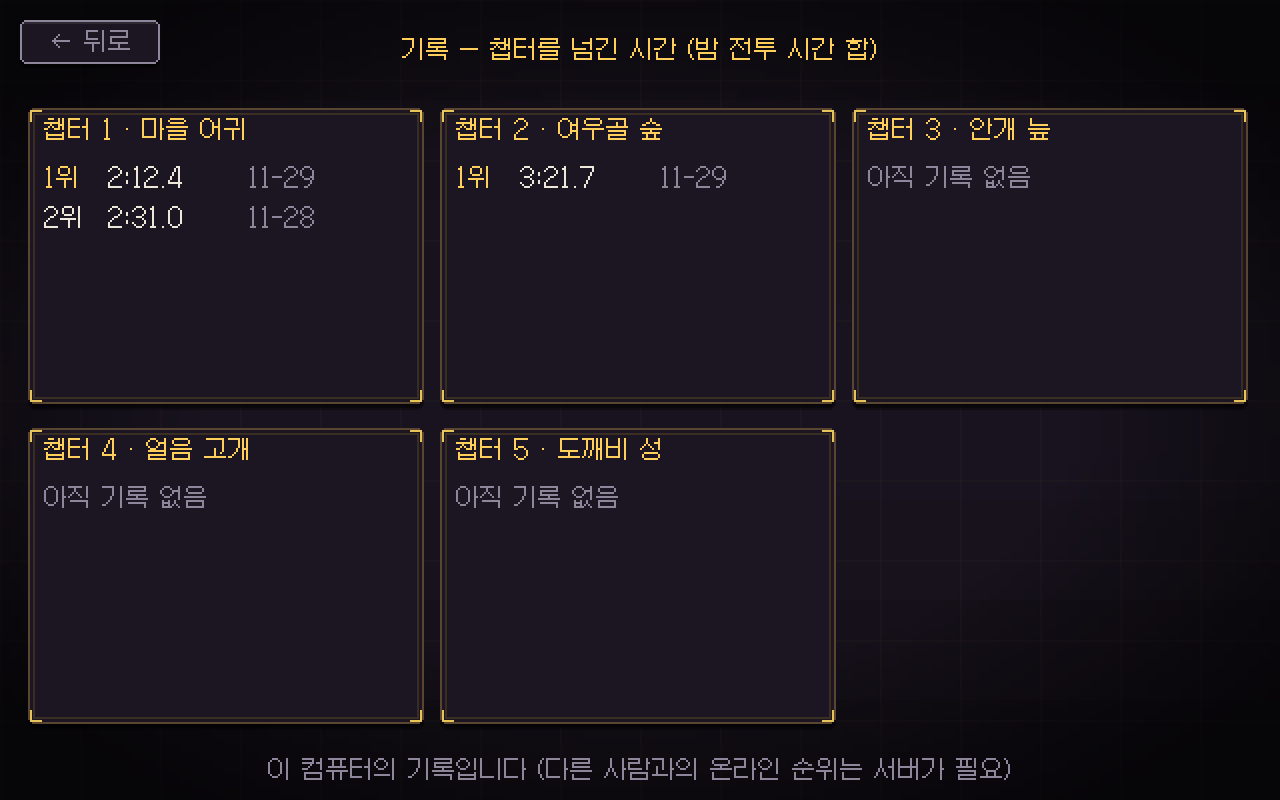 ← 뒤로
기록 — 챕터를 넘긴 시간 (밤 전투 시간 합)
챕터 1 · 마을 어귀
1위 2:12.4 11-29
2위 2:31.0 11-28
챕터 2 · 여우골 숲
1위 3:21.7 11-29
챕터 3 · 안개 늪
아직 기록 없음
챕터 4 · 얼음 고개
아직 기록 없음
챕터 5 · 도깨비 성
아직 기록 없음
이 컴퓨터의 기록입니다 (다른 사람과의 온라인 순위는 서버가 필요)